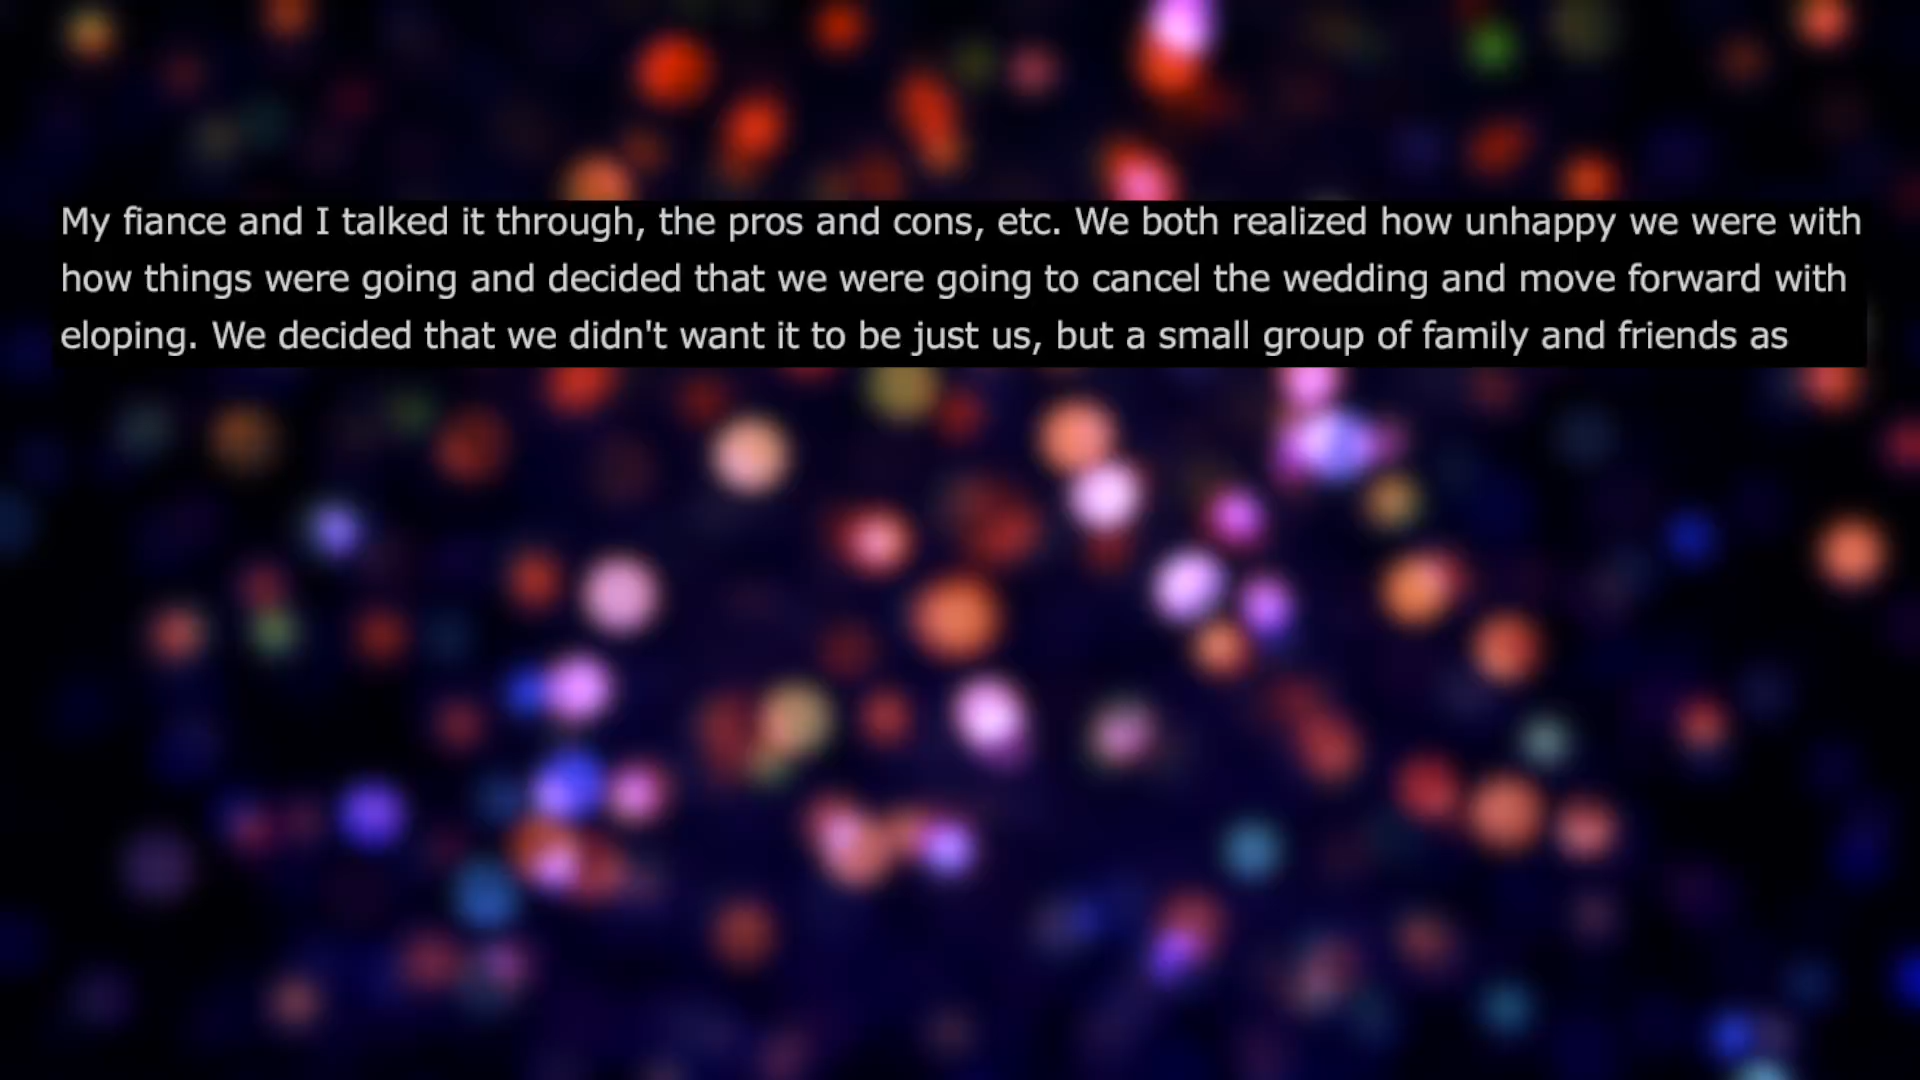 My fiance and I talked it through, the pros and cons, etc. We both realized how unhappy we were with
how things were going and decided that we were going to cancel the wedding and move forward with
eloping. We decided that we didn't want it to be just us, but a small group of family and friends as